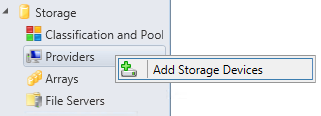 Storage
Classification and Pool
Providers
Add Storage Devices
Arrays
File Servers